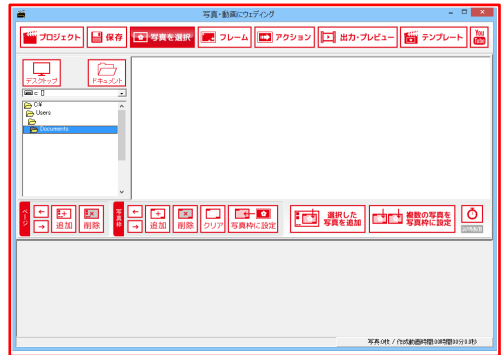 写真・動画にウェディング
プロジェクト 保存 写真を選択 フレーム アクション 出力・プレビュー テンプレート You Tube
デスクトップ ドキュメント
c: []
C:¥
Users
Documents
ページ 追加 削除 写真枠 追加 削除 クリア 写真枠に設定 選択した写真を追加 複数の写真を写真枠に設定
写真:0枚 / 作成動画時間:00時間00分00秒